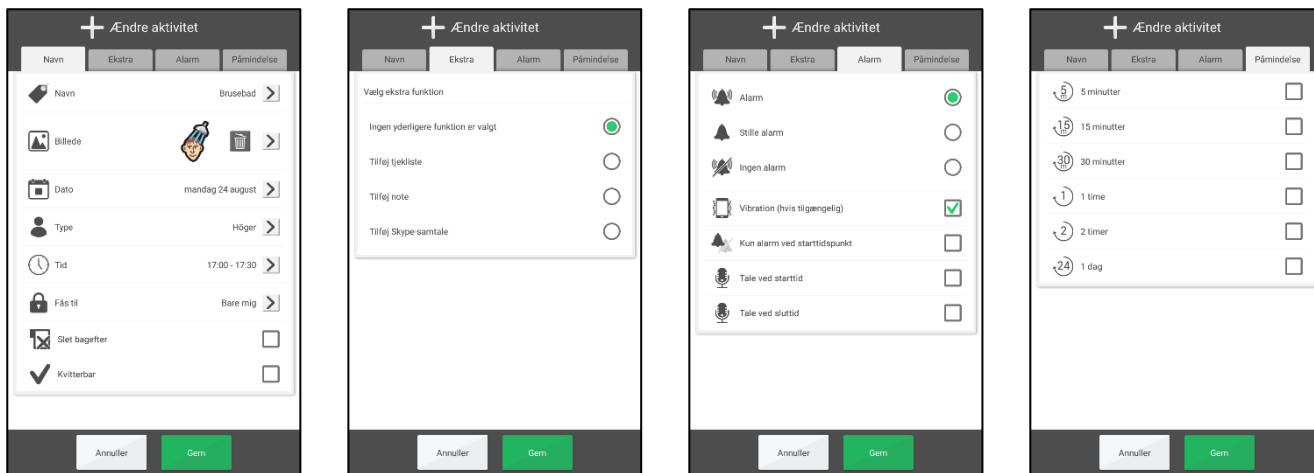 Ændre aktivitet
Navn Ekstra Alarm Påmindelse
Navn Brusebad
Billede
Dato mandag 24 august
Type Höger
Tid 17:00 - 17:30
Fås til Bare mig
Slet bagefter
Kvitterbar
Annuller Gem
Ændre aktivitet
Navn Ekstra Alarm Påmindelse
Vælg ekstra funktion
Ingen yderligere funktion er valgt
Tilføj tjekliste
Tilføj note
Tilføj Skype-samtale
Annuller Gem
Ændre aktivitet
Navn Ekstra Alarm Påmindelse
Alarm
Stille alarm
Ingen alarm
Vibration (hvis tilgængelig)
Kun alarm ved starttidspunkt
Tale ved starttid
Tale ved sluttid
Annuller Gem
Ændre aktivitet
Navn Ekstra Alarm Påmindelse
5 m 5 minutter
15 m 15 minutter
30 m 30 minutter
1 1 time
2 2 timer
24 1 dag
Annuller Gem